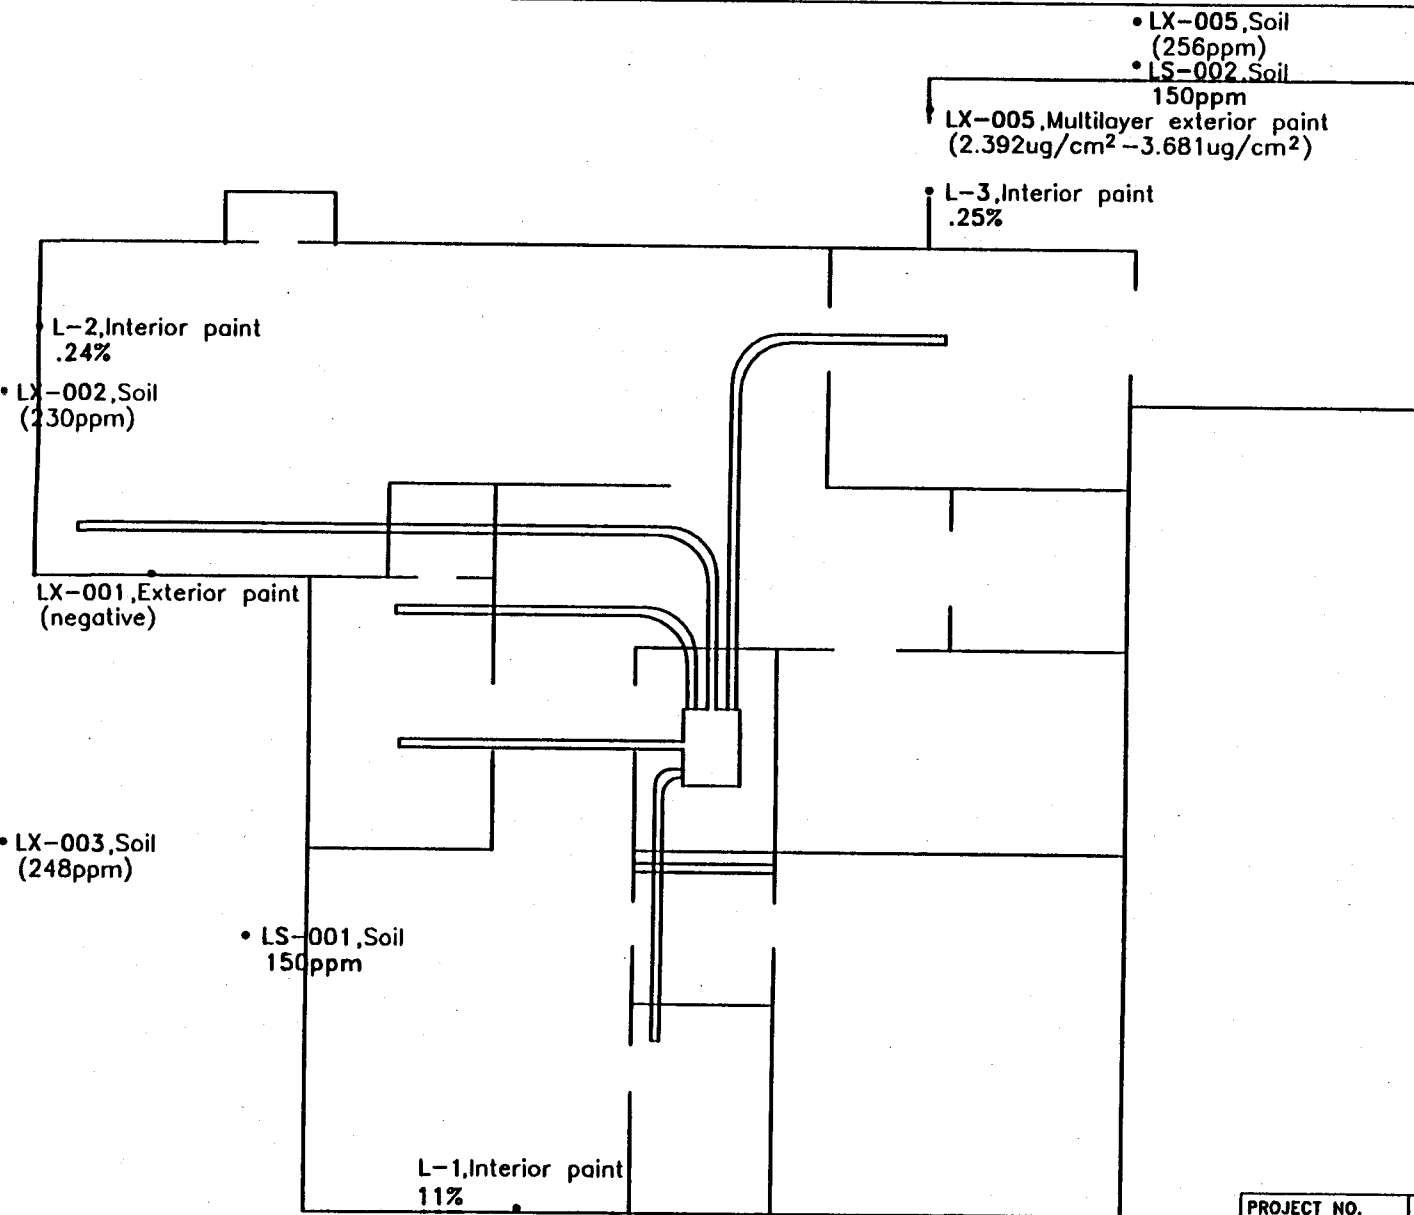 LX-005,Soil
(256ppm)
LS-002,Soil
150ppm
LX-005,Multilayer exterior paint
(2.392ug/cm²-3.681ug/cm²)
L-3,Interior paint
.25%
L-2,Interior paint
.24%
LX-002,Soil
(230ppm)
LX-001,Exterior paint
(negative)
LX-003,Soil
(248ppm)
LS-001,Soil
150ppm
L-1,Interior paint
11%
PROJECT NO.